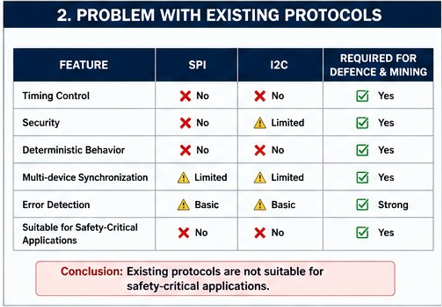 2. PROBLEM WITH EXISTING PROTOCOLS
FEATURE SPI I2C REQUIRED FOR DEFENCE & MINING
Timing Control No No Yes
Security No Limited Yes
Deterministic Behavior No No Yes
Multi-device Synchronization Limited Limited Yes
Error Detection Basic Basic Strong
Suitable for Safety-Critical Applications No No Yes
Conclusion: Existing protocols are not suitable for
safety-critical applications.